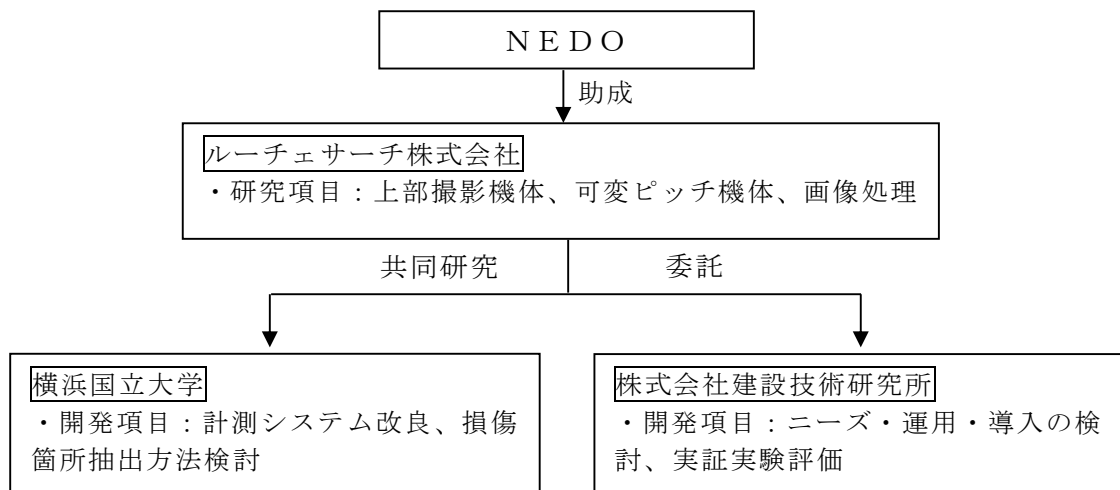 ＮＥＤＯ
助成
ルーチェサーチ株式会社
・研究項目：上部撮影機体、可変ピッチ機体、画像処理
共同研究
委託
横浜国立大学
・開発項目：計測システム改良、損傷
箇所抽出方法検討
株式会社建設技術研究所
・開発項目：ニーズ・運用・導入の検
討、実証実験評価